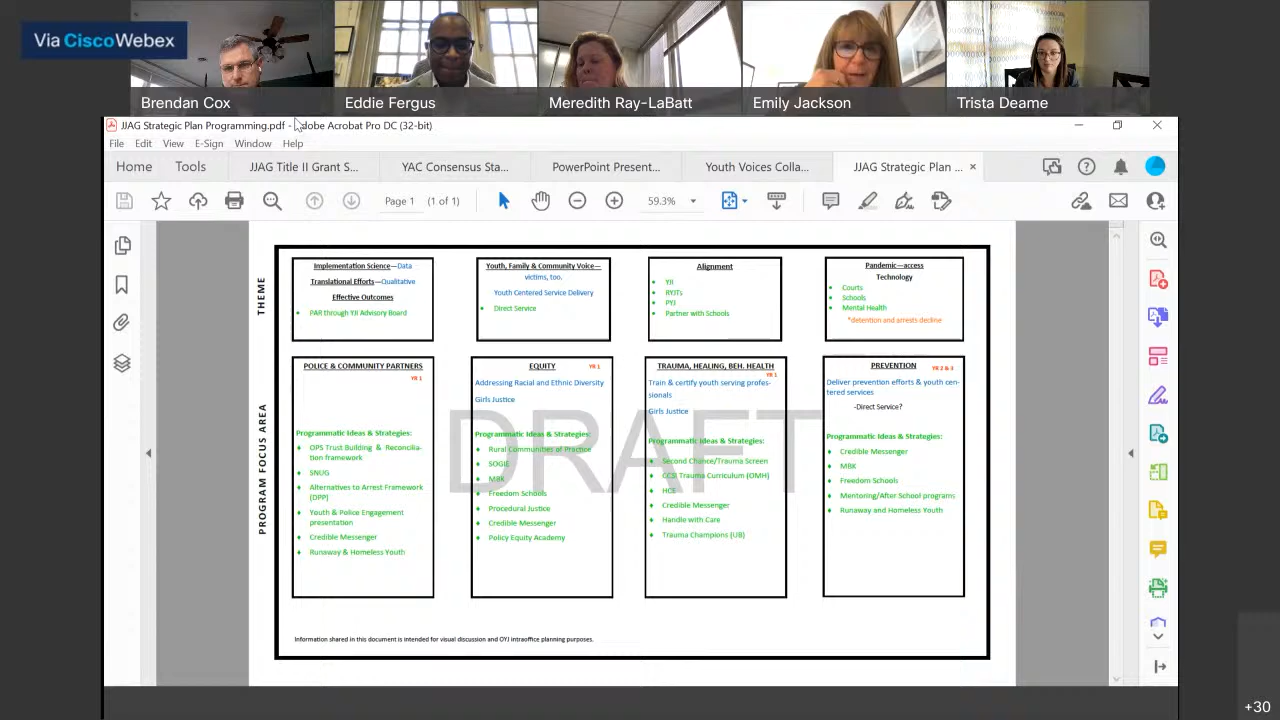 Via Cisco Webex
Brendan Cox
Eddie Fergus
Meredith Ray-LaBatt
Emily Jackson
Trista Deame
JJAG Strategic Plan Programming.pdf - Adobe Acrobat Pro DC (32-bit)
File Edit View E-Sign Window Help
Home Tools JJAG Title II Grant S... YAC Consensus Sta... PowerPoint Present... Youth Voices Colla... JJAG Strategic Plan ... ×
Page 1 (1 of 1) 59.3%
THEME
Implementation Science—Data
Translational Efforts—Qualitative
Effective Outcomes
PAR through YJI Advisory Board
Youth, Family & Community Voice—
victims, too.
Youth Centered Service Delivery
Direct Service
Alignment
YJI
RYJTs
PYJ
Partner with Schools
Pandemic—access
Technology
Courts
Schools
Mental Health
*detention and arrests decline
PROGRAM FOCUS AREA
POLICE & COMMUNITY PARTNERS
YR 1
Programmatic Ideas & Strategies:
OPS Trust Building & Reconcilia-
tion framework
SNUG
Alternatives to Arrest Framework
(DPP)
Youth & Police Engagement
presentation
Credible Messenger
Runaway & Homeless Youth
EQUITY YR 1
Addressing Racial and Ethnic Diversity
Girls Justice
Programmatic Ideas & Strategies:
Rural Communities of Practice
SOGIE
MBK
Freedom Schools
Procedural Justice
Credible Messenger
Policy Equity Academy
TRAUMA, HEALING, BEH. HEALTH
YR 1
Train & certify youth serving profes-
sionals
Girls Justice
Programmatic Ideas & Strategies:
Second Chance/Trauma Screen
CCSI Trauma Curriculum (OMH)
HCS
Credible Messenger
Handle with Care
Trauma Champions (UB)
PREVENTION YR 2 & 3
Deliver prevention efforts & youth cen-
tered services
-Direct Service?
Programmatic Ideas & Strategies:
Credible Messenger
MBK
Freedom Schools
Mentoring/After School programs
Runaway and Homeless Youth
DRAFT
Information shared in this document is intended for visual discussion and OYJ intraoffice planning purposes.
+30